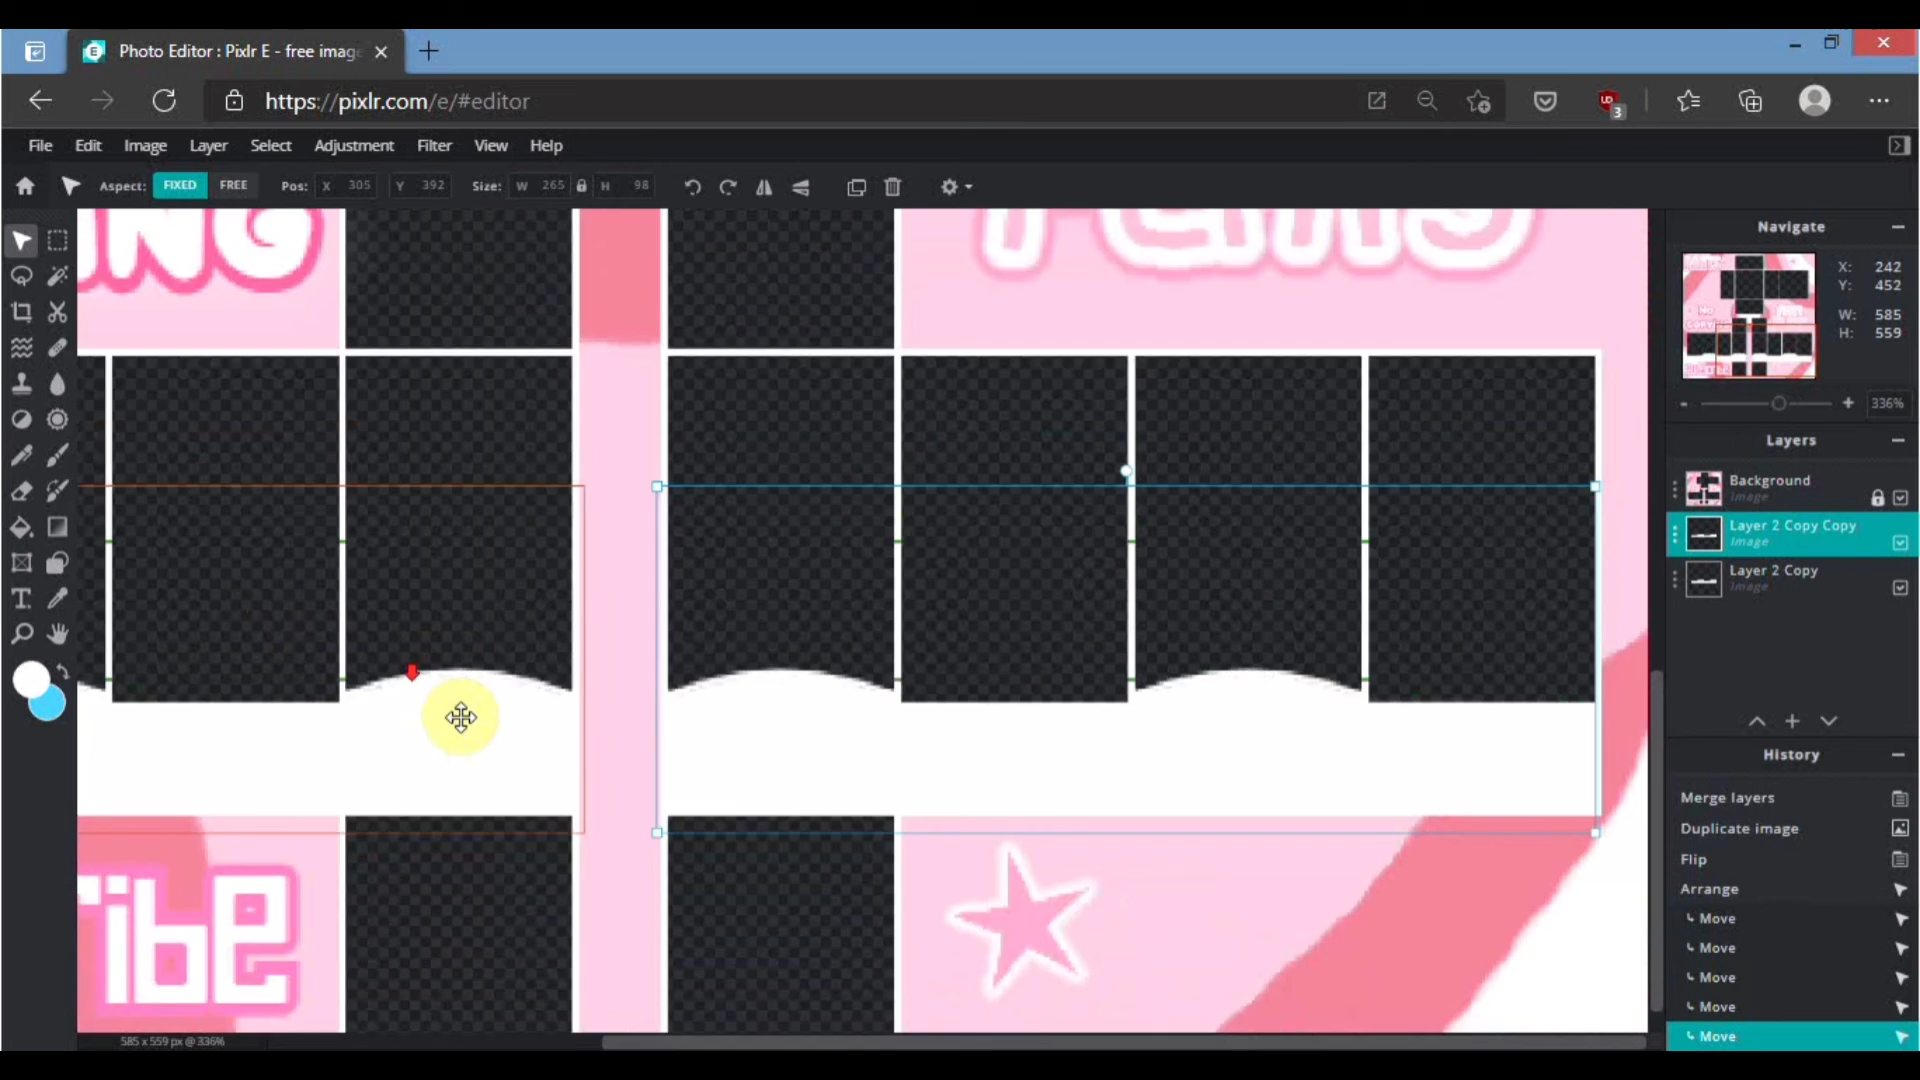 Photo Editor : Pixlr E - free imag
https://pixlr.com/e/#editor
3
File Edit Image Layer Select Adjustment Filter View Help
Aspect: FIXED FREE Pos: X 305 Y 392 Size: W 265 H 98
Navigate
X: 242
Y: 452
W: 585
H: 559
- + 336%
Layers
Background
Image
Layer 2 Copy Copy
Image
Layer 2 Copy
Image
History
Merge layers
Duplicate image
Flip
Arrange
Move
Move
Move
Move
Move
NG
ribe
585 x 559 px @ 336%